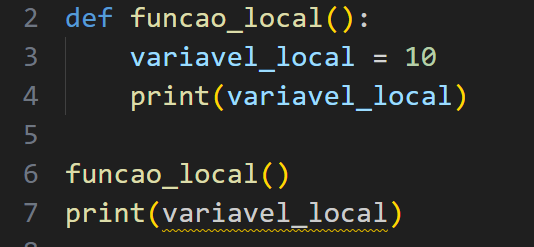 2 def funcao_local():
3     variavel_local = 10
4     print(variavel_local)
5
6 funcao_local()
7 print(variavel_local)